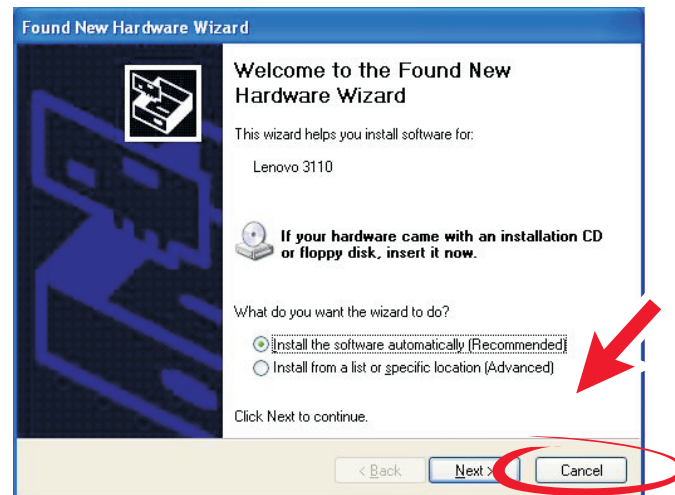 Found New Hardware Wizard
Welcome to the Found New
Hardware Wizard
This wizard helps you install software for:
Lenovo 3110
If your hardware came with an installation CD
or floppy disk, insert it now.
What do you want the wizard to do?
Install the software automatically (Recommended)
Install from a list or specific location (Advanced)
Click Next to continue.
< Back Next > Cancel